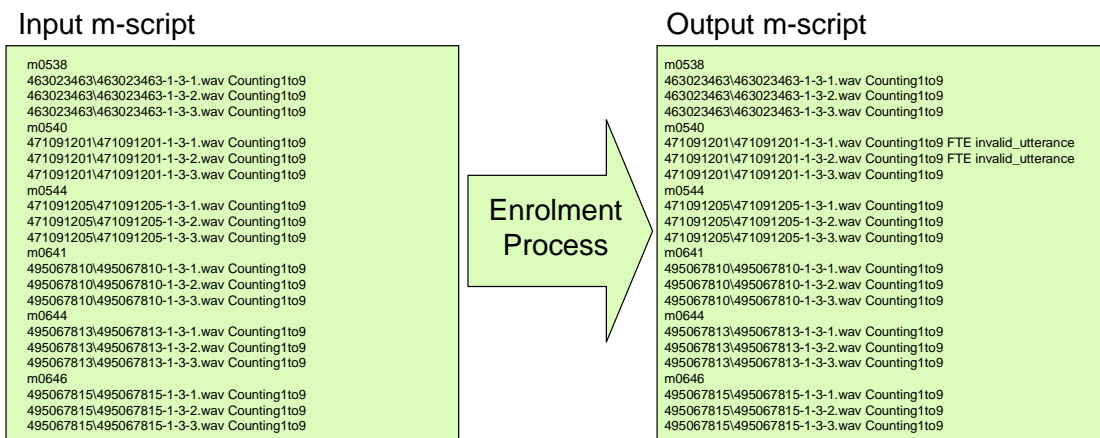 Input m-script
m0538
463023463\463023463-1-3-1.wav Counting1to9
463023463\463023463-1-3-2.wav Counting1to9
463023463\463023463-1-3-3.wav Counting1to9
m0540
471091201\471091201-1-3-1.wav Counting1to9
471091201\471091201-1-3-2.wav Counting1to9
471091201\471091201-1-3-3.wav Counting1to9
m0544
471091205\471091205-1-3-1.wav Counting1to9
471091205\471091205-1-3-2.wav Counting1to9
471091205\471091205-1-3-3.wav Counting1to9
m0641
495067810\495067810-1-3-1.wav Counting1to9
495067810\495067810-1-3-2.wav Counting1to9
495067810\495067810-1-3-3.wav Counting1to9
m0644
495067813\495067813-1-3-1.wav Counting1to9
495067813\495067813-1-3-2.wav Counting1to9
495067813\495067813-1-3-3.wav Counting1to9
m0646
495067815\495067815-1-3-1.wav Counting1to9
495067815\495067815-1-3-2.wav Counting1to9
495067815\495067815-1-3-3.wav Counting1to9
Enrolment
Process
Output m-script
m0538
463023463\463023463-1-3-1.wav Counting1to9
463023463\463023463-1-3-2.wav Counting1to9
463023463\463023463-1-3-3.wav Counting1to9
m0540
471091201\471091201-1-3-1.wav Counting1to9 FTE invalid_utterance
471091201\471091201-1-3-2.wav Counting1to9 FTE invalid_utterance
471091201\471091201-1-3-3.wav Counting1to9
m0544
471091205\471091205-1-3-1.wav Counting1to9
471091205\471091205-1-3-2.wav Counting1to9
471091205\471091205-1-3-3.wav Counting1to9
m0641
495067810\495067810-1-3-1.wav Counting1to9
495067810\495067810-1-3-2.wav Counting1to9
495067810\495067810-1-3-3.wav Counting1to9
m0644
495067813\495067813-1-3-1.wav Counting1to9
495067813\495067813-1-3-2.wav Counting1to9
495067813\495067813-1-3-3.wav Counting1to9
m0646
495067815\495067815-1-3-1.wav Counting1to9
495067815\495067815-1-3-2.wav Counting1to9
495067815\495067815-1-3-3.wav Counting1to9